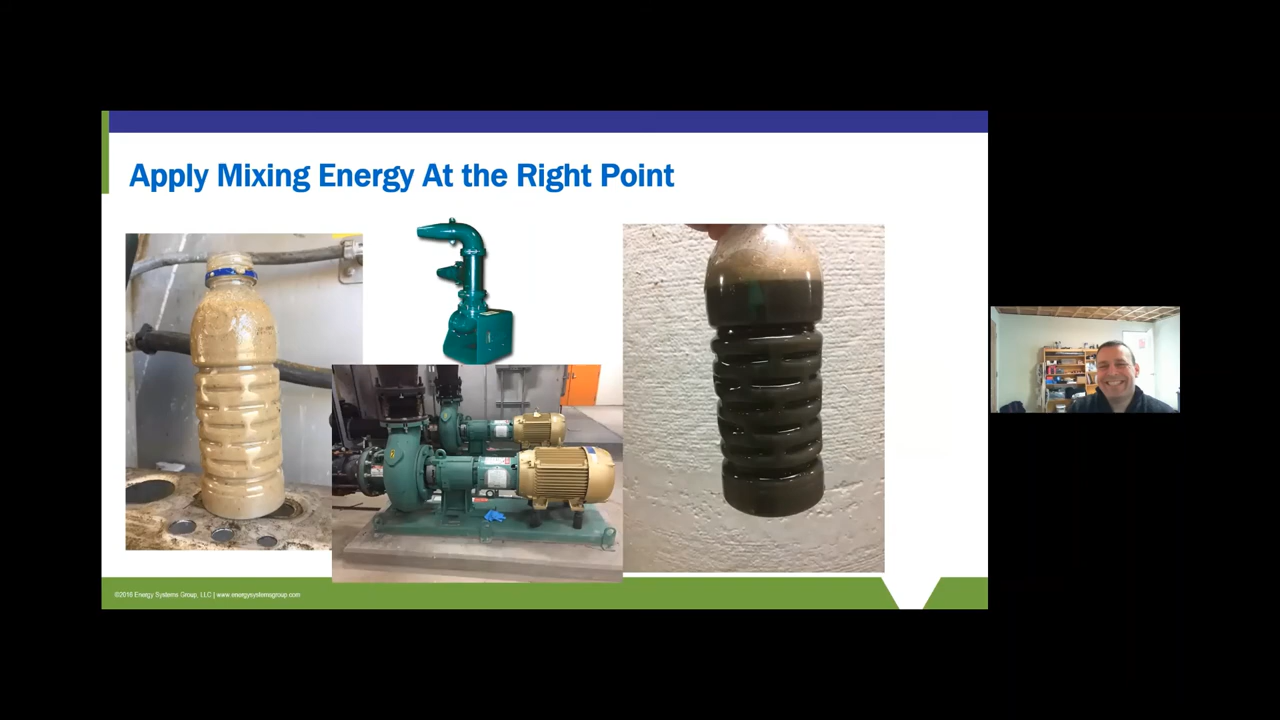 Apply Mixing Energy At the Right Point
©2016 Energy Systems Group, LLC | www.energysystemsgroup.com